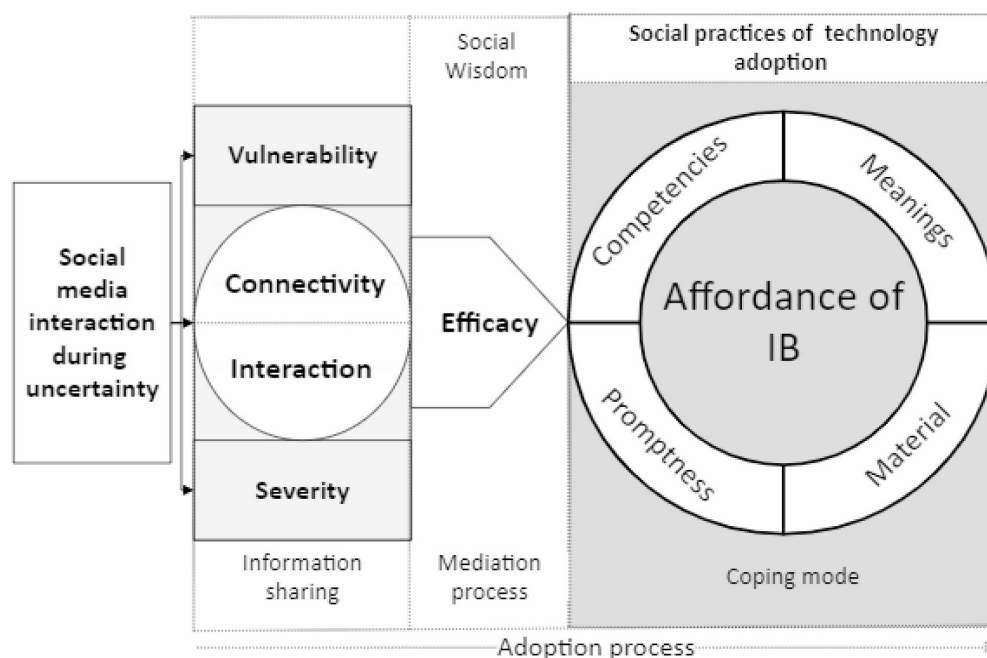 Social
Wisdom
Social practices of technology
adoption
Social
media
interaction
during
uncertainty
Vulnerability
Connectivity
Interaction
Severity
Efficacy
Competencies
Meanings
Affordance of
IB
Promptness
Material
Information
sharing
Mediation
process
Coping mode
Adoption process